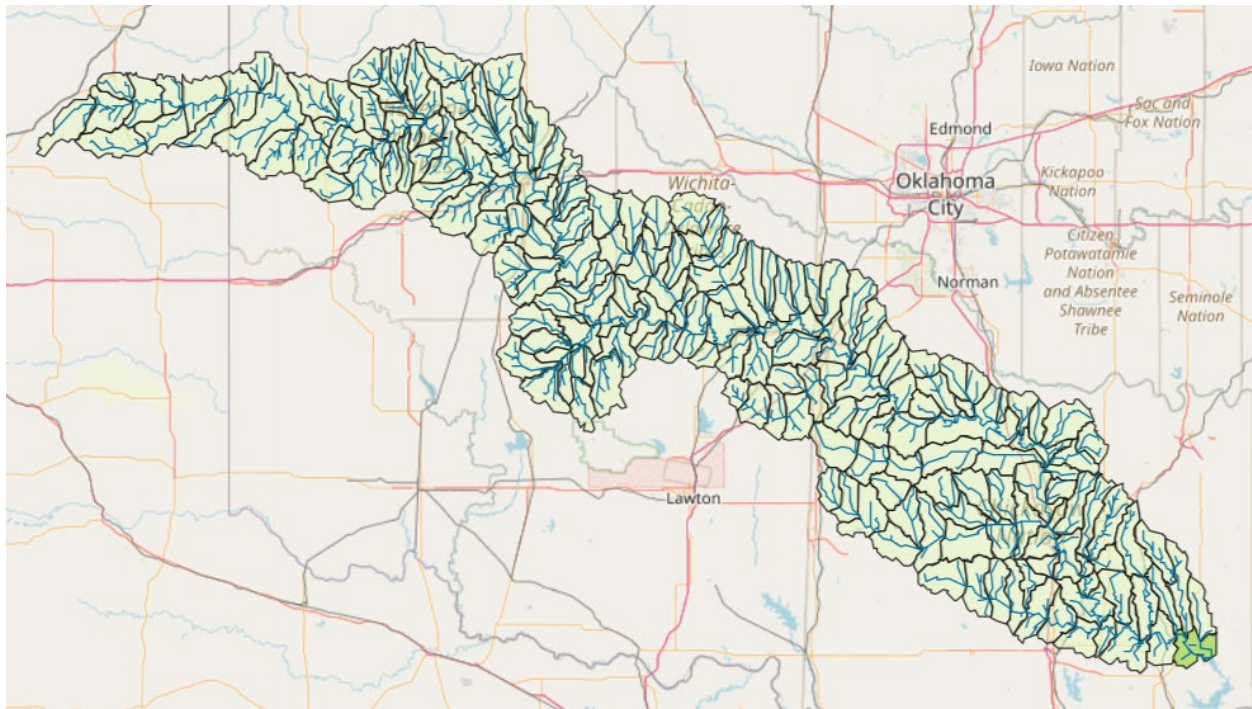 Iowa Nation
Sac and
Fox Nation
Edmond
Kickapoo
Nation
Oklahoma
City
Wichita-
Citizen
Potawatamie
Nation
and Absentee
Shawnee
Tribe
Norman
Seminole
Nation
Lawton